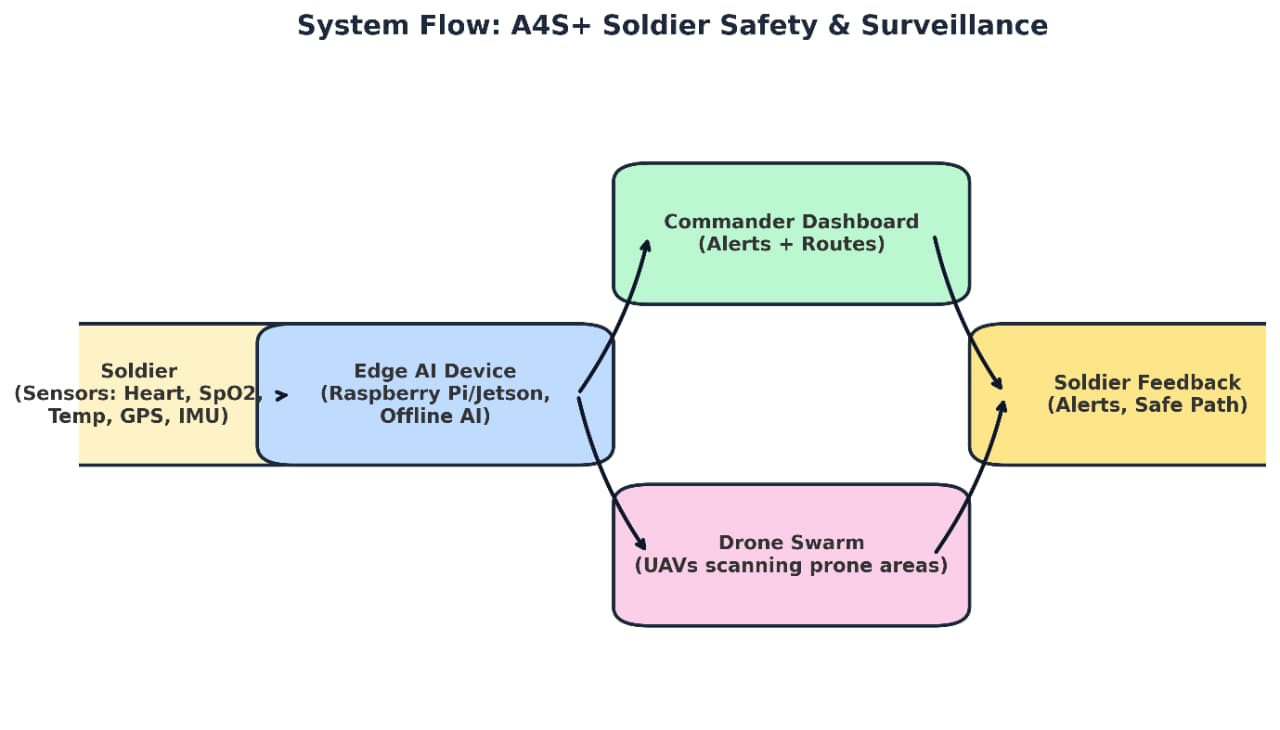 System Flow: A4S+ Soldier Safety & Surveillance
Commander Dashboard
(Alerts + Routes)
Soldier
(Sensors: Heart, SpO2,
Temp, GPS, IMU)
Edge AI Device
(Raspberry Pi/Jetson,
Offline AI)
Soldier Feedback
(Alerts, Safe Path)
Drone Swarm
(UAVs scanning prone areas)